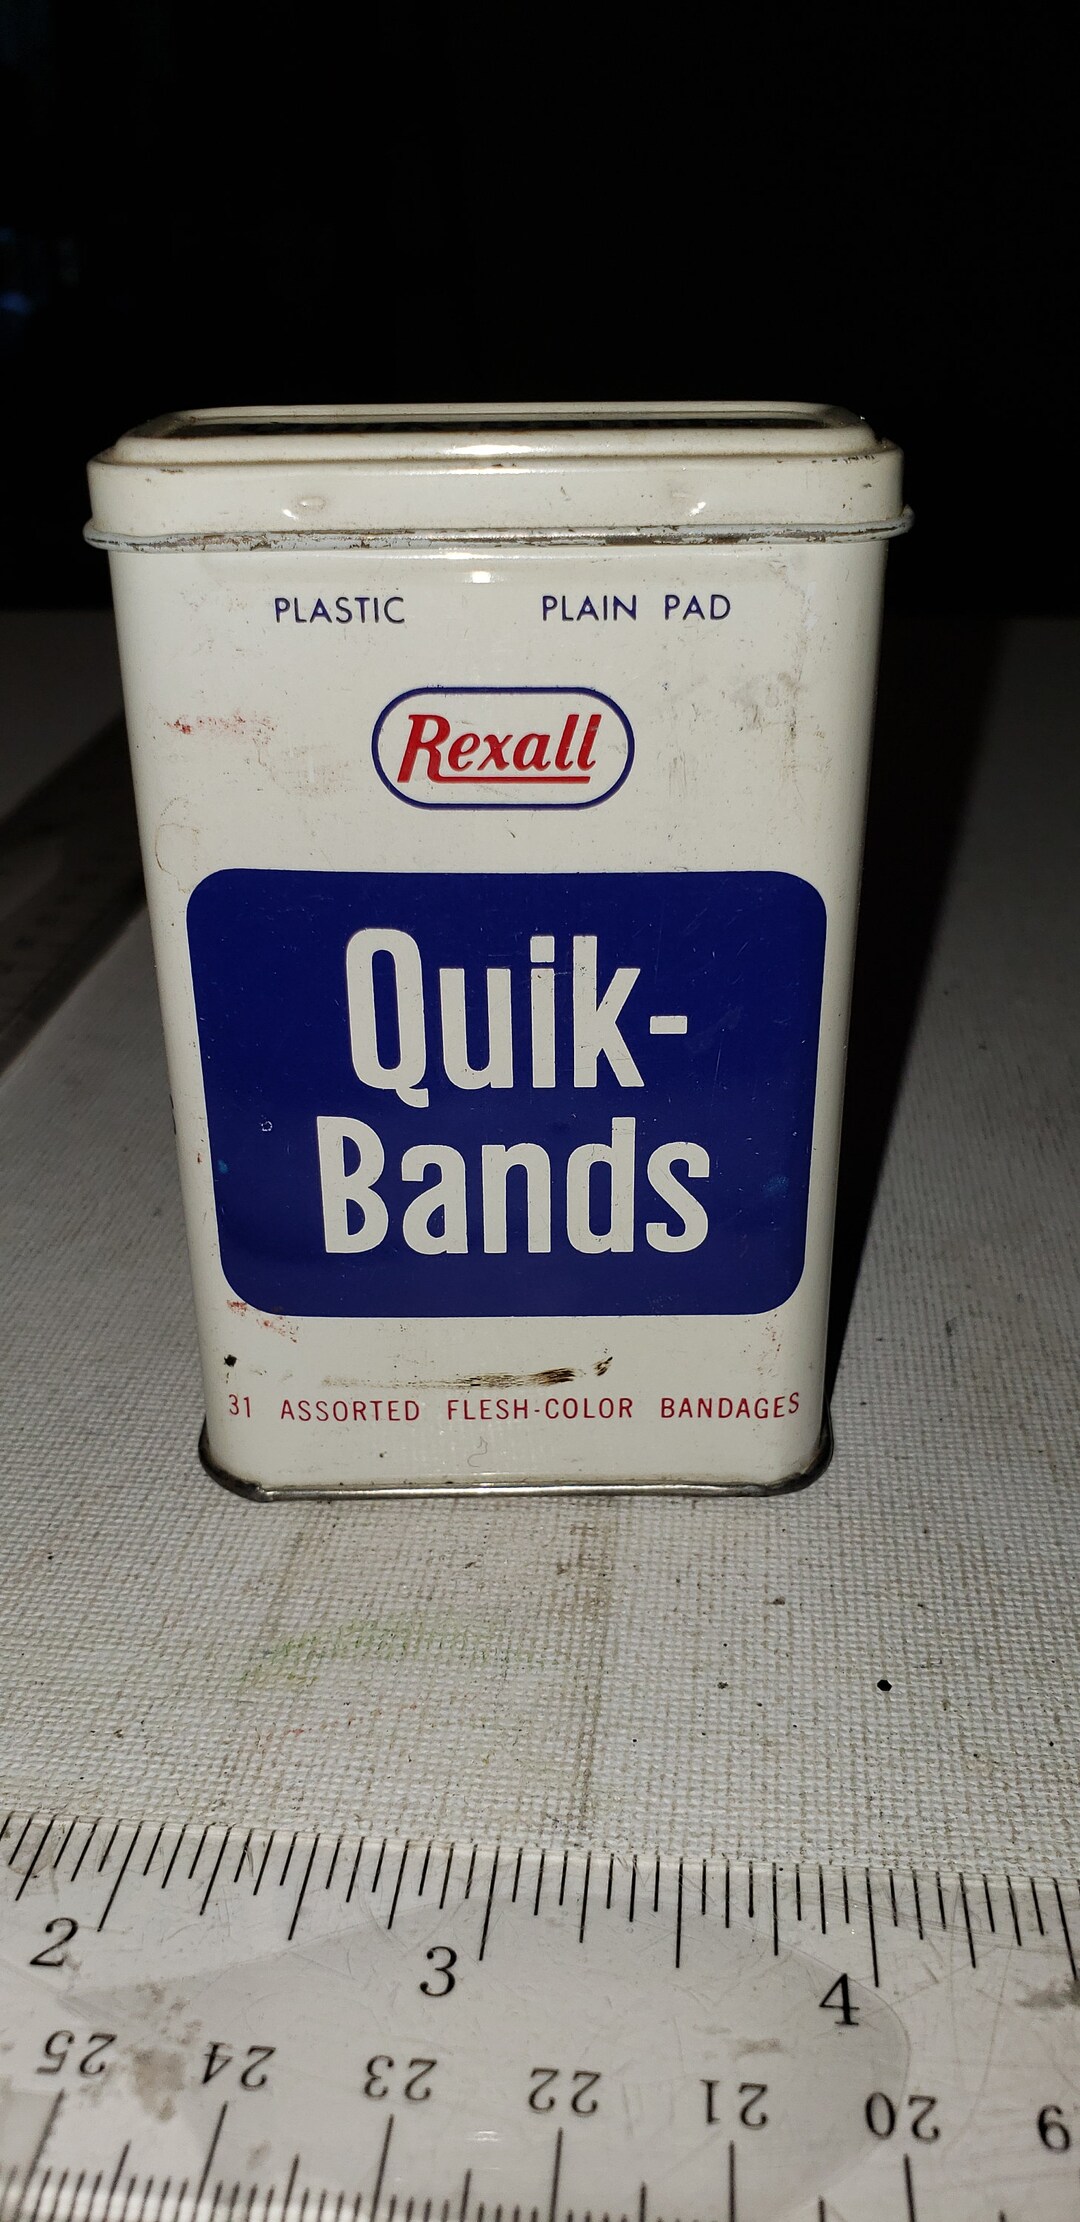 PLASTIC PLAIN PAD
Rexall
Quik-
Bands
31 ASSORTED FLESH-COLOR BANDAGES
2 3 4
25 24 23 22 21 20 9